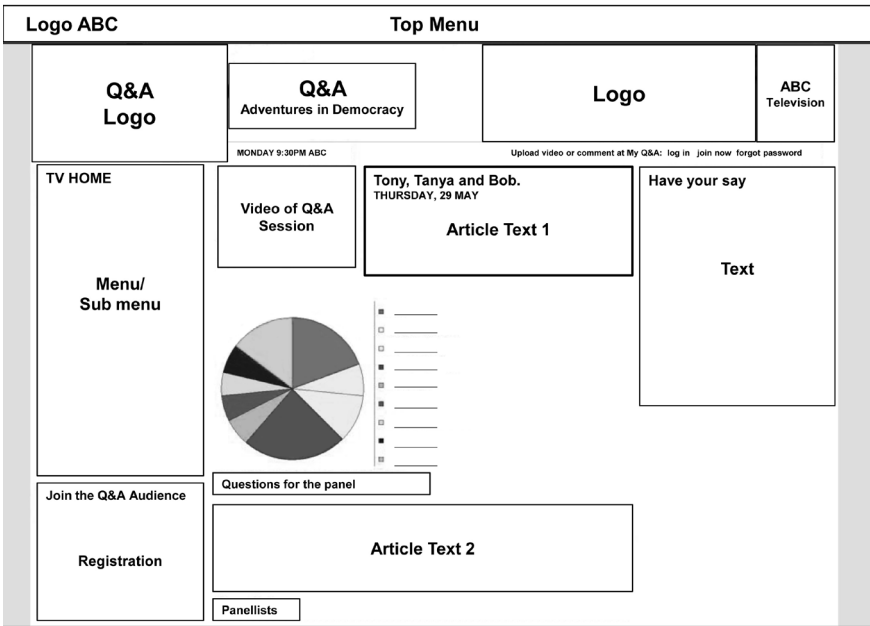 Logo ABC
Top Menu
Q&A
Logo
Q&A
Adventures in Democracy
Logo
ABC
Television
MONDAY 9:30PM ABC
Upload video or comment at My Q&A: log in join now forgot password
TV HOME
Menu/
Sub menu
Video of Q&A
Session
Tony, Tanya and Bob.
THURSDAY, 29 MAY
Article Text 1
Have your say
Text
Questions for the panel
Join the Q&A Audience
Registration
Article Text 2
Panellists